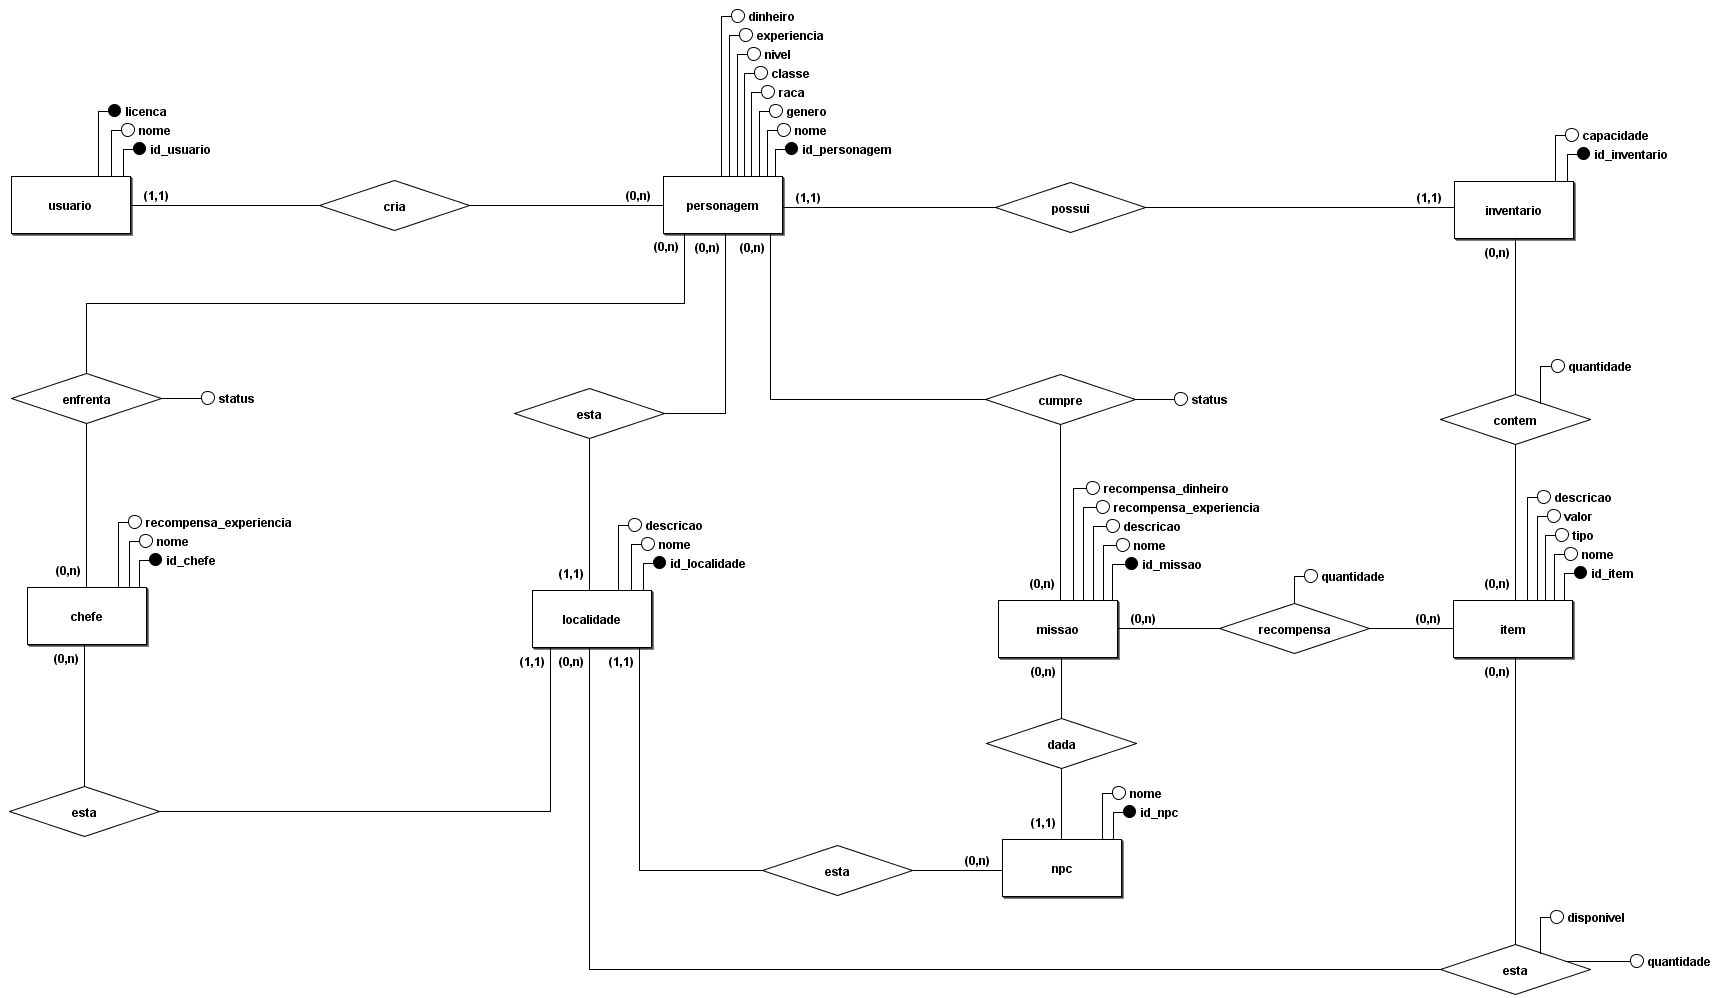 dinheiro
experiencia
nivel
classe
raca
genero
nome
id_personagem
licenca
nome
id_usuario
capacidade
id_inventario
usuario
(1,1)
cria
(0,n)
personagem
(1,1)
possui
(1,1)
inventario
(0,n)
(0,n)
(0,n)
(0,n)
enfrenta
status
esta
cumpre
status
quantidade
contem
recompensa_experiencia
nome
id_chefe
descricao
nome
id_localidade
recompensa_dinheiro
recompensa_experiencia
descricao
nome
id_missao
descricao
valor
tipo
nome
id_item
quantidade
(0,n)
(1,1)
(0,n)
(0,n)
chefe
localidade
missao
(0,n)
recompensa
(0,n)
item
(0,n)
(1,1)
(0,n)
(1,1)
(0,n)
(0,n)
dada
nome
id_npc
esta
(1,1)
esta
(0,n)
npc
disponivel
quantidade
esta